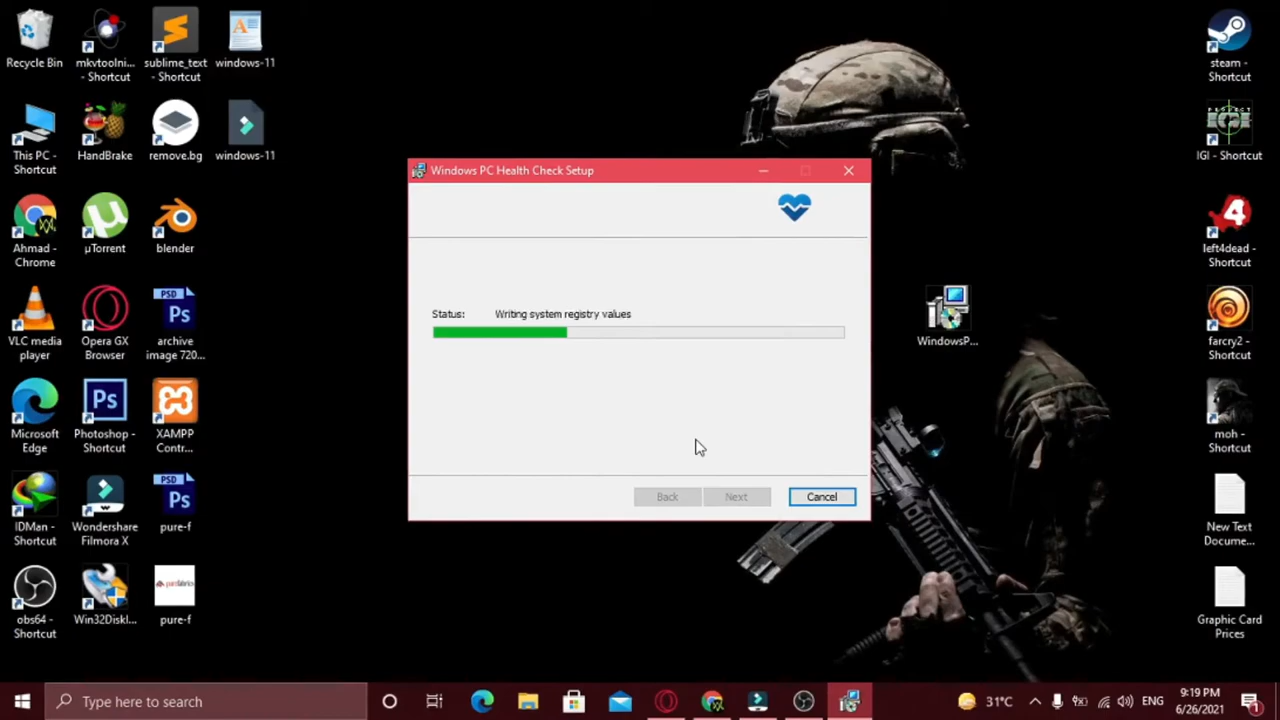 Recycle Bin
mkvtoolni...
- Shortcut
sublime_text
- Shortcut
windows-11
This PC -
Shortcut
HandBrake
remove.bg
windows-11
Ahmad -
Chrome
µTorrent
blender
VLC media
player
Opera GX
Browser
PSD
archive
image 720...
Microsoft
Edge
Ps
Photoshop -
Shortcut
XAMPP
Contr...
IDMan -
Shortcut
Wondershare
Filmora X
PSD
pure-f
obs64 -
Shortcut
Win32DiskI...
pure-f
Windows PC Health Check Setup
Status: Writing system registry values
Back
Next
Cancel
WindowsP...
steam -
Shortcut
IGI - Shortcut
4
left4dead -
Shortcut
farcry2 -
Shortcut
moh -
Shortcut
New Text
Docume...
Graphic Card
Prices
Type here to search
31°C
ENG
9:19 PM
6/26/2021
1